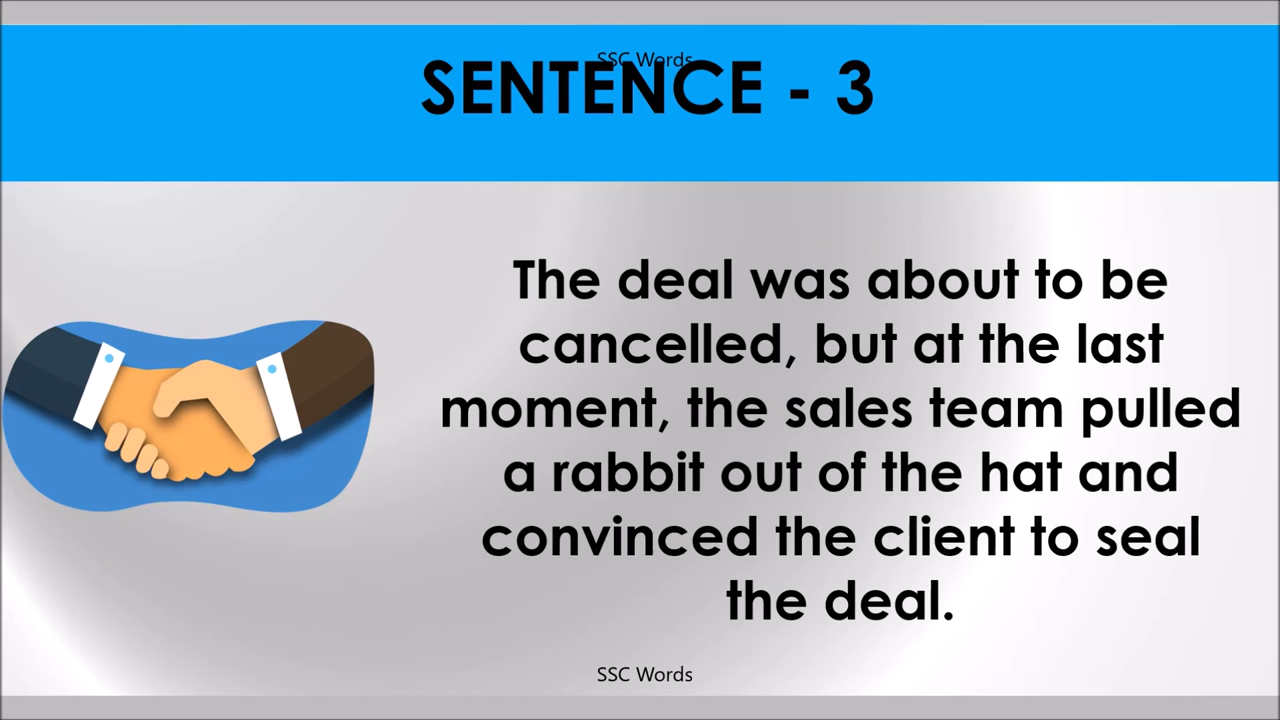 SSC Words
SENTENCE - 3
The deal was about to be
cancelled, but at the last
moment, the sales team pulled
a rabbit out of the hat and
convinced the client to seal
the deal.
SSC Words